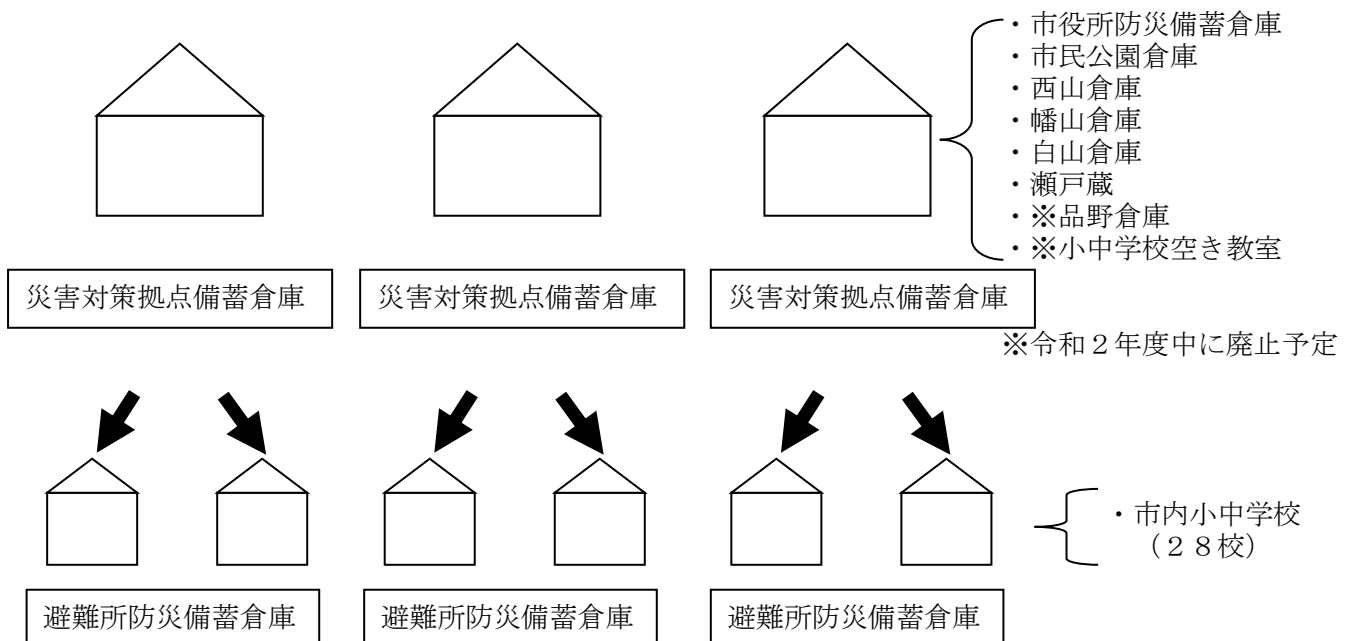 ・市役所防災備蓄倉庫
・市民公園倉庫
・西山倉庫
・幡山倉庫
・白山倉庫
・瀬戸蔵
・※品野倉庫
・※小中学校空き教室
災害対策拠点備蓄倉庫
災害対策拠点備蓄倉庫
災害対策拠点備蓄倉庫
※令和２年度中に廃止予定
・市内小中学校
（２８校）
避難所防災備蓄倉庫
避難所防災備蓄倉庫
避難所防災備蓄倉庫